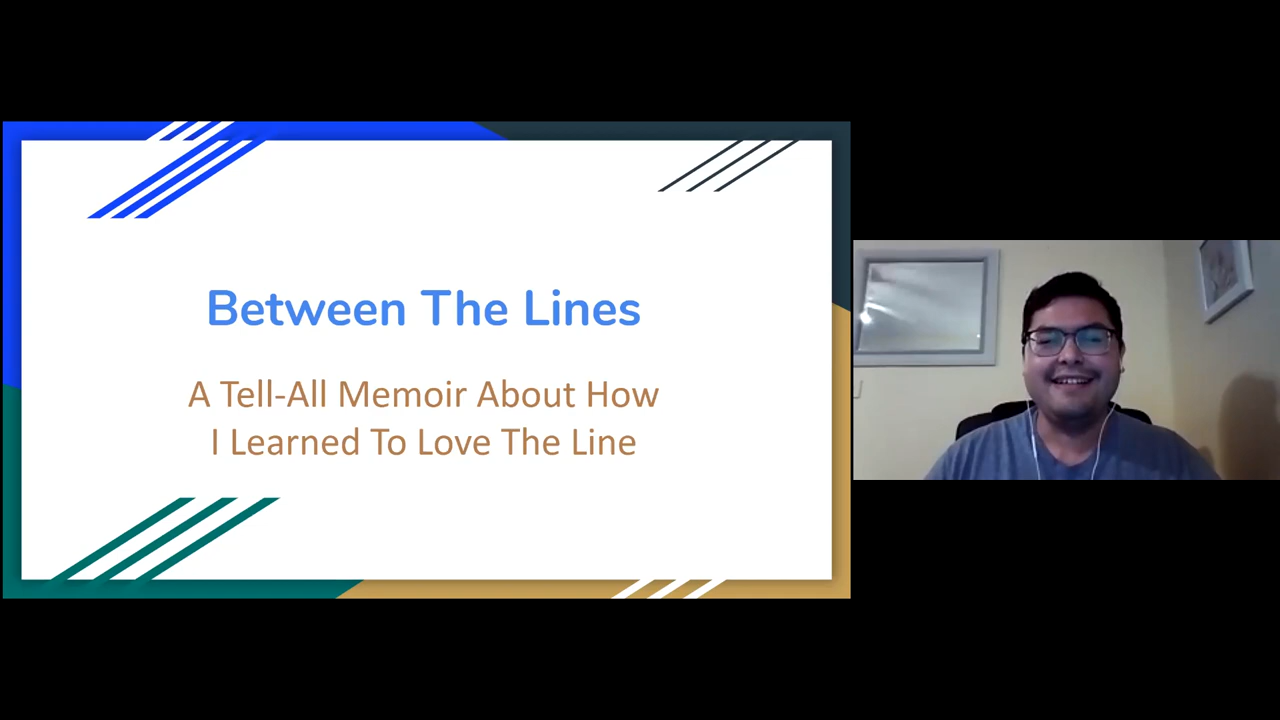 Between The Lines
A Tell-All Memoir About How
I Learned To Love The Line